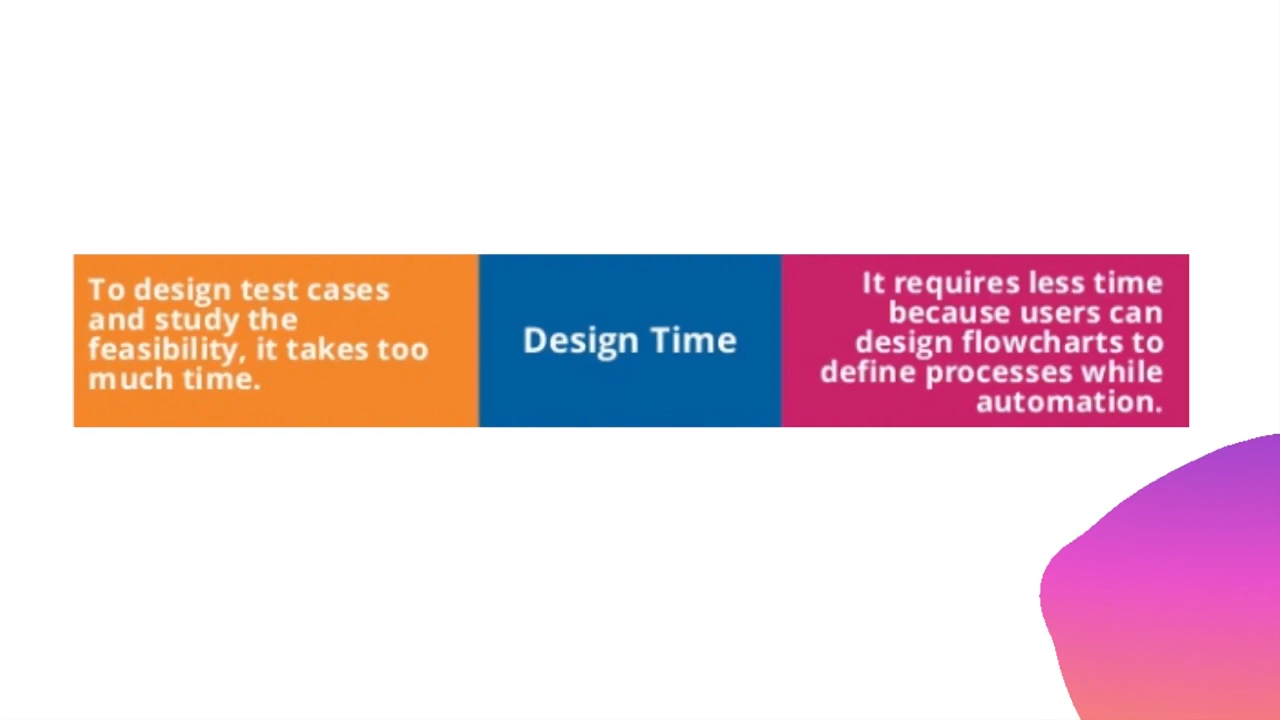 To design test cases
and study the
feasibility, it takes too
much time.
Design Time
It requires less time
because users can
design flowcharts to
define processes while
automation.